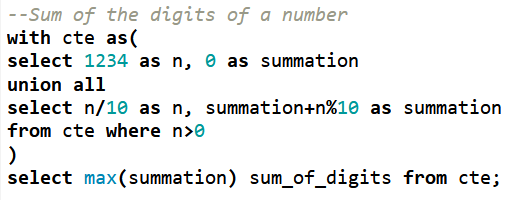 --Sum of the digits of a number
with cte as(
select 1234 as n, 0 as summation
union all
select n/10 as n, summation+n%10 as summation
from cte where n>0
)
select max(summation) sum_of_digits from cte;